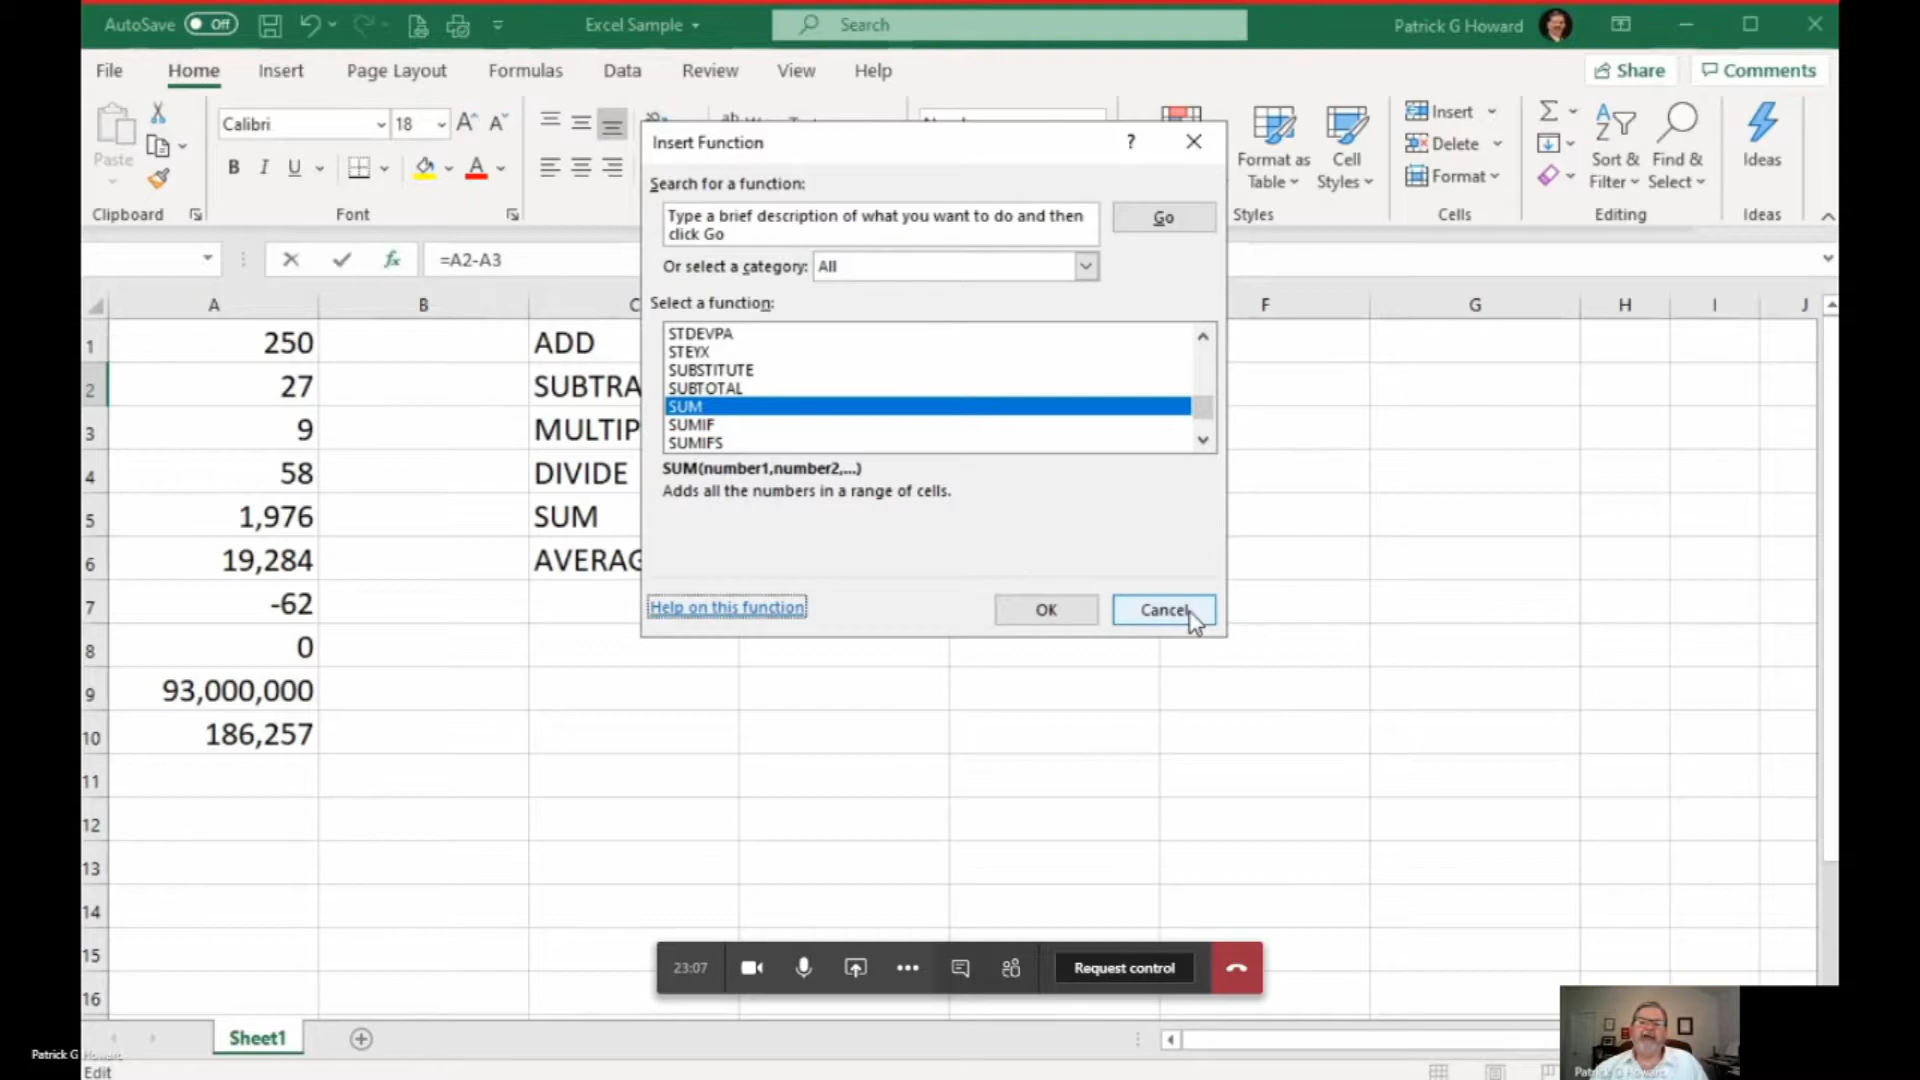 AutoSave Off Excel Sample Search Patrick G Howard
File Home Insert Page Layout Formulas Data Review View Help Share Comments
Paste Calibri 18 Insert
B I U A Delete
Format as Table Cell Styles Format Sort & Filter Find & Select Ideas
Clipboard Font Styles Cells Editing Ideas
Insert Function ?
Search for a function:
Type a brief description of what you want to do and then
click Go
Go
Or select a category: All
Select a function:
STDEVPA
STEYX
SUBSTITUTE
SUBTOTAL
SUM
SUMIF
SUMIFS
SUM(number1,number2,...)
Adds all the numbers in a range of cells.
Help on this function OK Cancel
fx =A2-A3
A B C F G H I J
1 250 ADD
2 27 SUBTRA
3 9 MULTIP
4 58 DIVIDE
5 1,976 SUM
6 19,284 AVERAG
7 -62
8 0
9 93,000,000
10 186,257
11
12
13
14
15
16
23:07 Request control
Sheet1
Patrick G Howard
Edit
Patrick G Howard